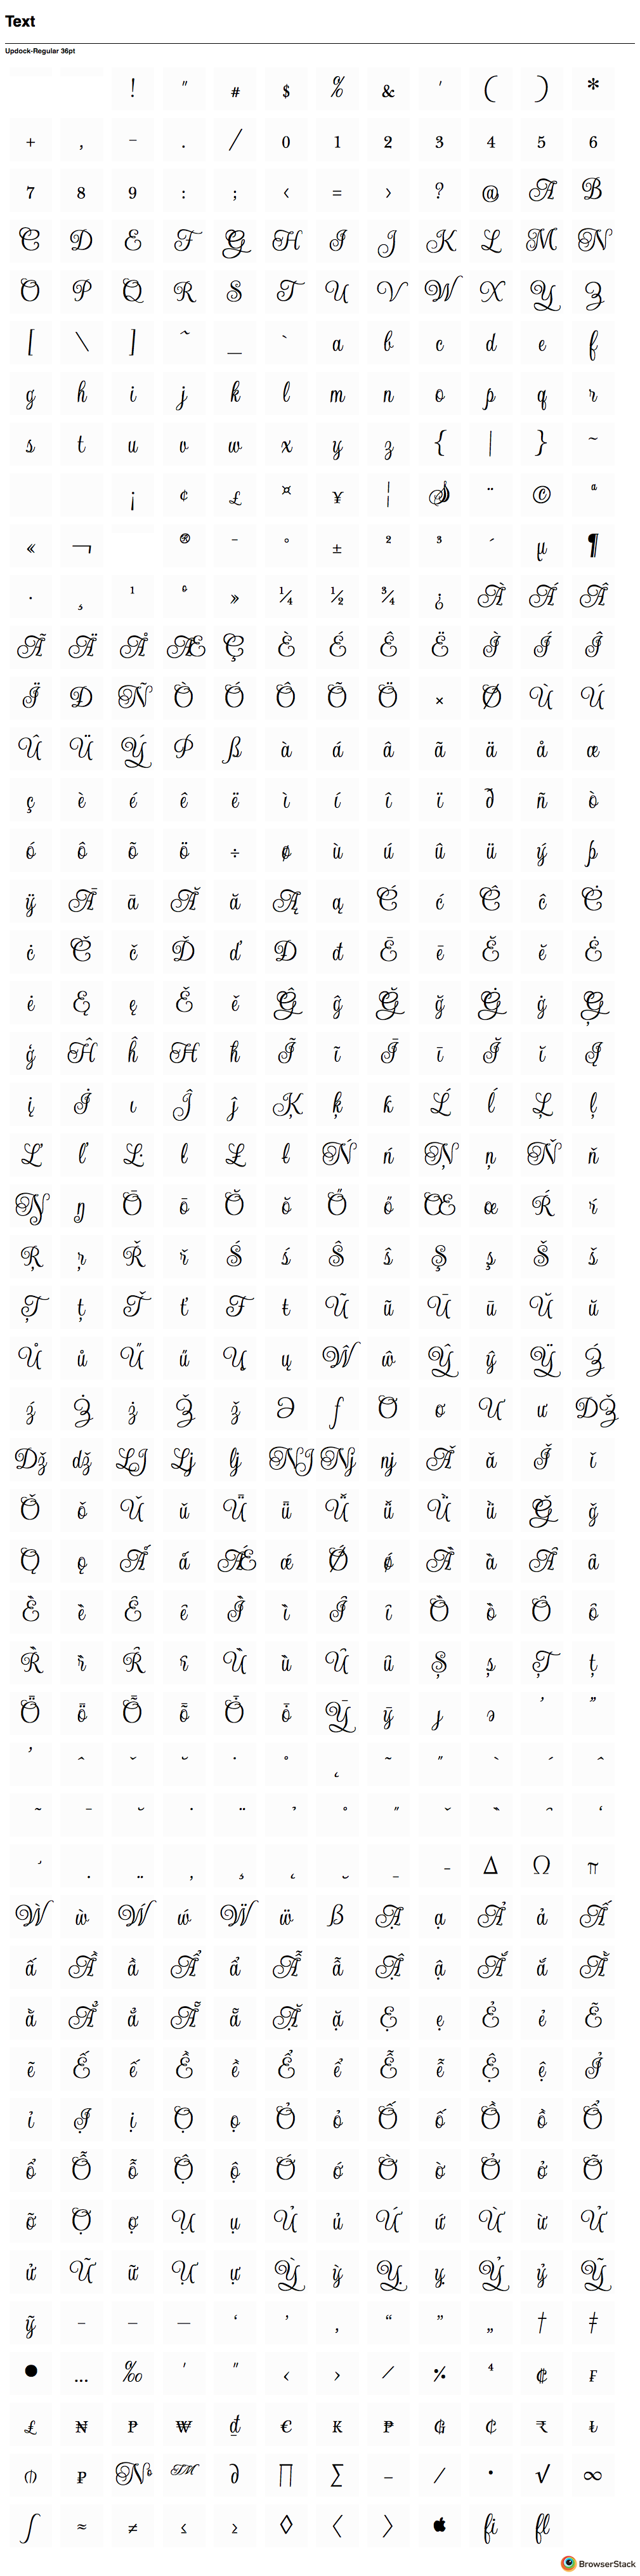 Text
Updock-Regular 36pt
! " # $ % & ' ( ) *
+ , - . / 0 1 2 3 4 5 6
7 8 9 : ; < = > ? @ A B
C D E F G H I J K L M N
O P Q R S T U V W X Y Z
[ \ ] ^ _ ` a b c d e f
g h i j k l m n o p q r
s t u v w x y z { | } ~
¡ ¢ £ ¤ ¥ ¦ § ¨ © ª
« ¬ ® ¯ ° ± ² ³ ´ µ ¶
· ¸ ¹ º » ¼ ½ ¾ ¿ À Á Â
Ã Ä Å Æ Ç È É Ê Ë Ì Í Î
Ï Ð Ñ Ò Ó Ô Õ Ö × Ø Ù Ú
Û Ü Ý Þ ß à á â ã ä å æ
ç è é ê ë ì í î ï ð ñ ò
ó ô õ ö ÷ ø ù ú û ü ý þ
ÿ Ā ā Ă ă Ą ą Ć ć Ĉ ĉ Ċ
ċ Č č Ď ď Đ đ Ē ē Ĕ ĕ Ė
ė Ę ę Ě ě Ĝ ĝ Ğ ğ Ġ ġ Ģ
ģ Ĥ ĥ Ħ ħ Ĩ ĩ Ī ī Ĭ ĭ Į
į İ ı Ĵ ĵ Ķ ķ ĸ Ĺ ĺ Ļ ļ
Ľ ľ Ŀ ŀ Ł ł Ń ń Ņ ņ Ň ň
Ŋ ŋ Ō ō Ŏ ŏ Ő ő Œ œ Ŕ ŕ
Ŗ ŗ Ř ř Ś ś Ŝ ŝ Ş ş Š š
Ţ ţ Ť ť Ŧ ŧ Ũ ũ Ū ū Ŭ ŭ
Ů ů Ű ű Ų ų Ŵ ŵ Ŷ ŷ Ÿ Ź
ź Ż ż Ž ž Ə ƒ Ơ ơ Ư ư Ǆ
ǅ ǆ Ǉ ǈ ǉ Ǌ ǋ ǌ Ǎ ǎ Ǐ ǐ
Ǒ ǒ Ǔ ǔ Ǖ ǖ Ǘ ǘ Ǜ ǜ Ǧ ǧ
Ǫ ǫ Ǻ ǻ Ǽ ǽ Ǿ ǿ Ȁ ȁ Ȃ ȃ
Ȅ ȅ Ȇ ȇ Ȉ ȉ Ȋ ȋ Ȍ ȍ Ȏ ȏ
Ȑ ȑ Ȓ ȓ Ȕ ȕ Ȗ ȗ Ș ș Ț ț
Ȫ ȫ Ȭ ȭ Ȱ ȱ Ȳ ȳ ȷ ə ʼ ˮ
Δ Ω π
Ẁ ẁ Ẃ ẃ Ẅ ẅ ẞ Ạ ạ Ả ả Ấ
ấ Ầ ầ Ẩ ẩ Ẫ ẫ Ậ ậ Ắ ắ Ằ
ằ Ẳ ẳ Ẵ ẵ Ặ ặ Ẹ ẹ Ẻ ẻ Ẽ
ẽ Ế ế Ề ề Ể ể Ễ ễ Ệ ệ Ỉ
ỉ Ị ị Ọ ọ Ỏ ỏ Ố ố Ồ ồ Ổ
ổ Ỗ ỗ Ộ ộ Ớ ớ Ờ ờ Ở ở Ỡ
ỡ Ợ ợ Ụ ụ Ủ ủ Ứ ứ Ừ ừ Ử
ử Ữ ữ Ự ự Ỳ ỳ Ỵ ỵ Ỷ ỷ Ỹ
ỹ ‐ – — ‘ ’ ‚ “ ” „ † ‡
• … ‰ ′ ″ ‹ › ⁄ ⁒ ⁴ ₡ ₣
₤ ₦ ₧ ₩ ₫ € ₭ ₱ ₲ ₵ ₹ ₺
₼ ₽ № ™ ∂ ∏ ∑ − ∕ ∙ √ ∞
∫ ≈ ≠ ≤ ≥ ◊ 〈 〉  ﬁ ﬂ
BrowserStack